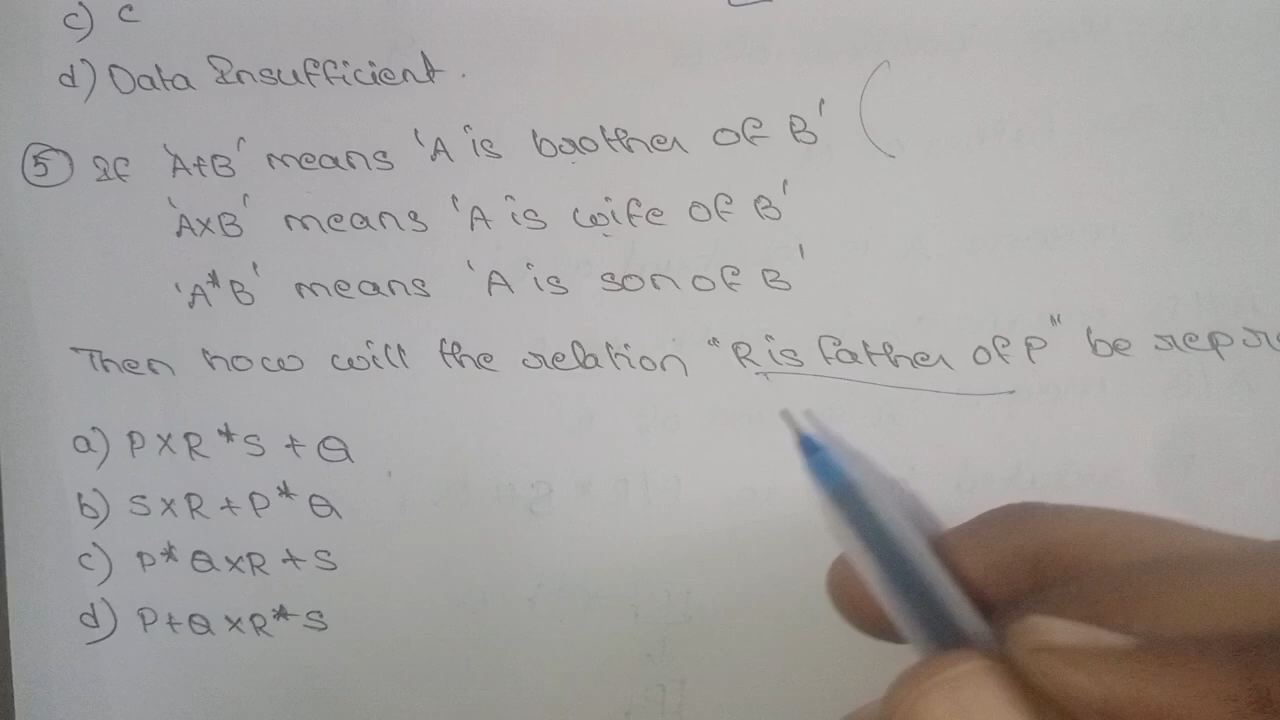 c) c
d) Data Insufficient.
5 If 'A+B' means 'A is brother of B'
'A×B' means 'A is wife of B'
'A*B' means 'A is son of B'
Then how will the relation "R is father of P" be repr
a) P×R*S+Q
b) S×R+P*Q
c) P*Q×R+S
d) P+Q×R*S